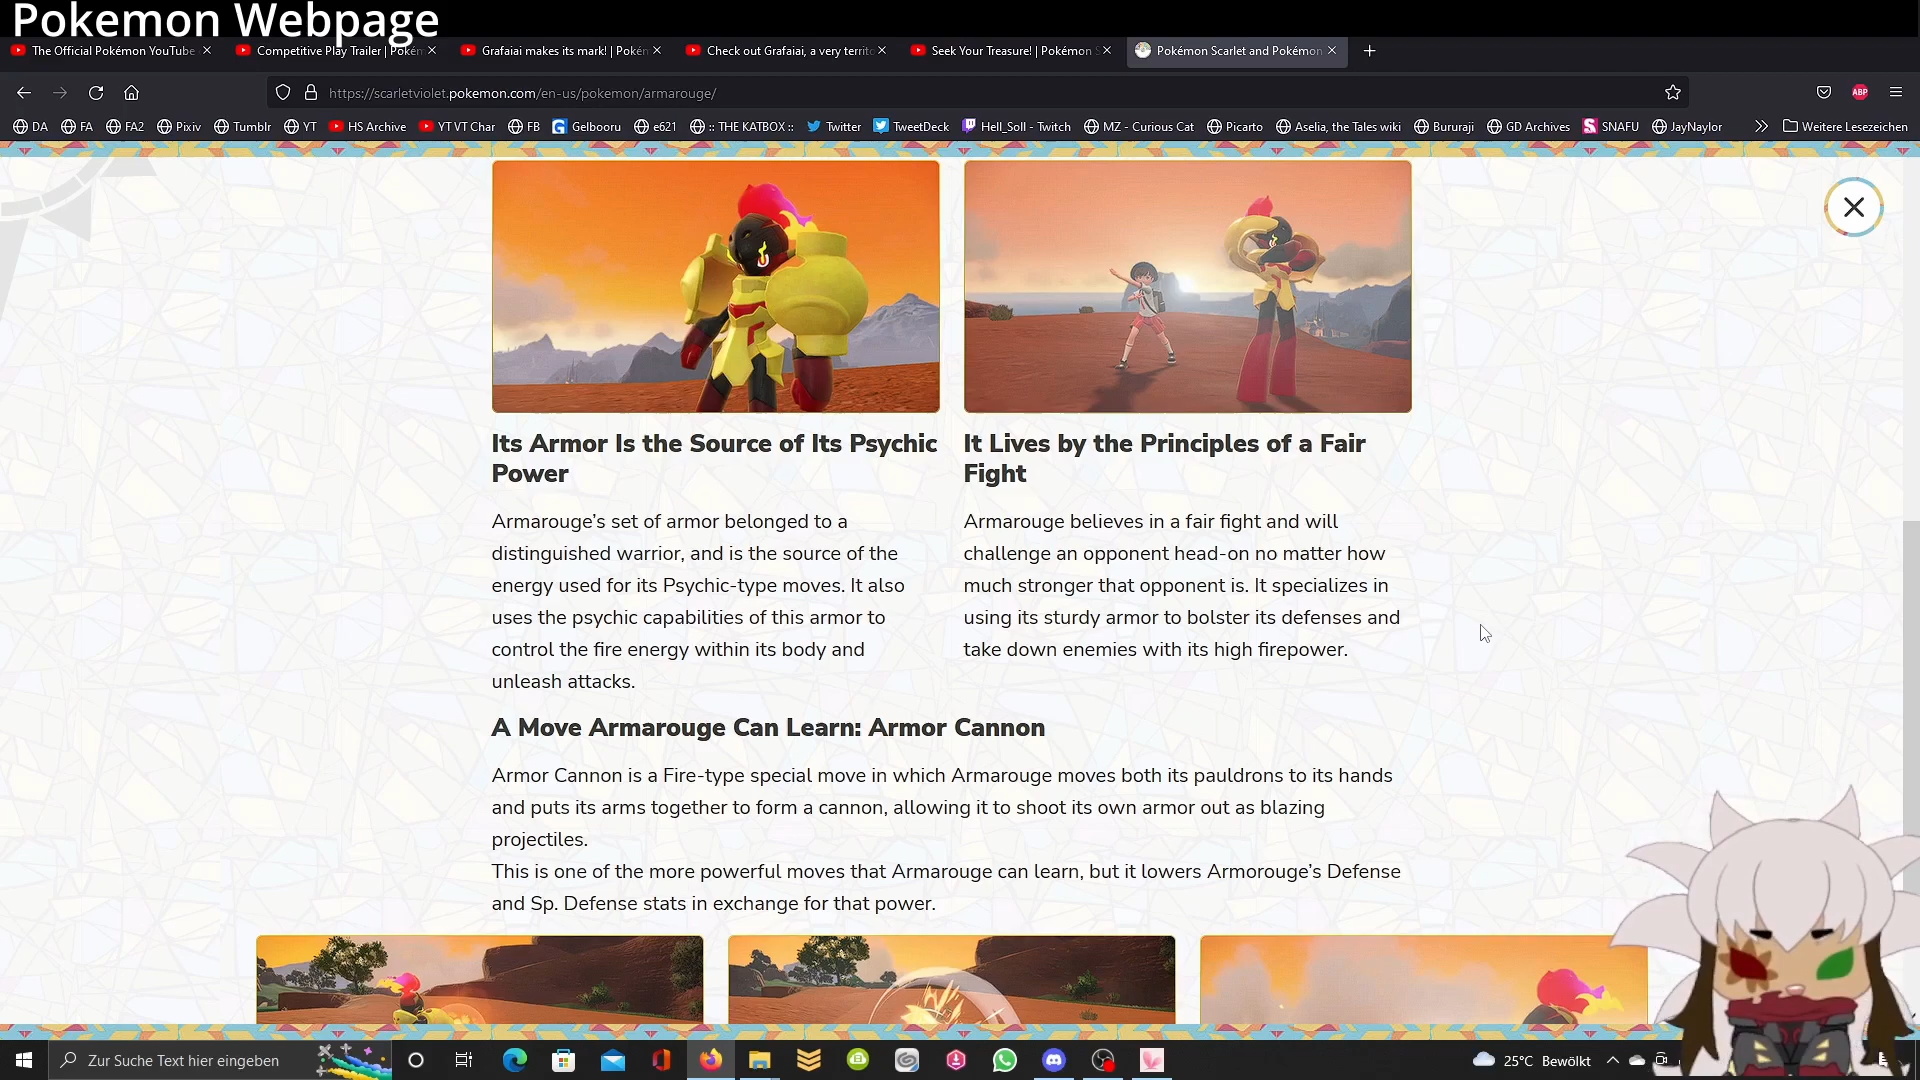 Pokemon Webpage
The Official Pokémon YouTube
Competitive Play Trailer | Pokén
Grafaiai makes its mark! | Pokén
Check out Grafaiai, a very territo
Seek Your Treasure! | Pokémon S
Pokémon Scarlet and Pokémon
https://scarletviolet.pokemon.com/en-us/pokemon/armarouge/
ABP
DA FA FA2 Pixiv Tumblr YT HS Archive YT VT Char FB Gelbooru e621 :: THE KATBOX :: Twitter TweetDeck Hell_Soll - Twitch MZ - Curious Cat Picarto Aselia, the Tales wiki Bururaji GD Archives SNAFU JayNaylor Weitere Lesezeichen
Its Armor Is the Source of Its Psychic
Power
Armarouge’s set of armor belonged to a
distinguished warrior, and is the source of the
energy used for its Psychic-type moves. It also
uses the psychic capabilities of this armor to
control the fire energy within its body and
unleash attacks.
It Lives by the Principles of a Fair
Fight
Armarouge believes in a fair fight and will
challenge an opponent head-on no matter how
much stronger that opponent is. It specializes in
using its sturdy armor to bolster its defenses and
take down enemies with its high firepower.
A Move Armarouge Can Learn: Armor Cannon
Armor Cannon is a Fire-type special move in which Armarouge moves both its pauldrons to its hands
and puts its arms together to form a cannon, allowing it to shoot its own armor out as blazing
projectiles.
This is one of the more powerful moves that Armarouge can learn, but it lowers Armorouge’s Defense
and Sp. Defense stats in exchange for that power.
Zur Suche Text hier eingeben
25°C Bewölkt